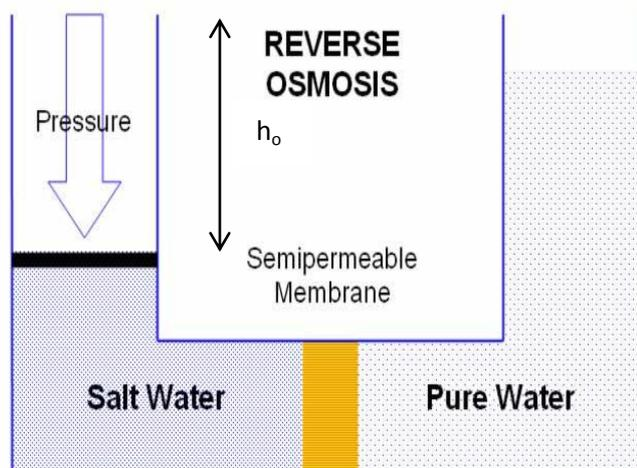 REVERSE
OSMOSIS
Pressure
hₒ
Semipermeable
Membrane
Salt Water
Pure Water